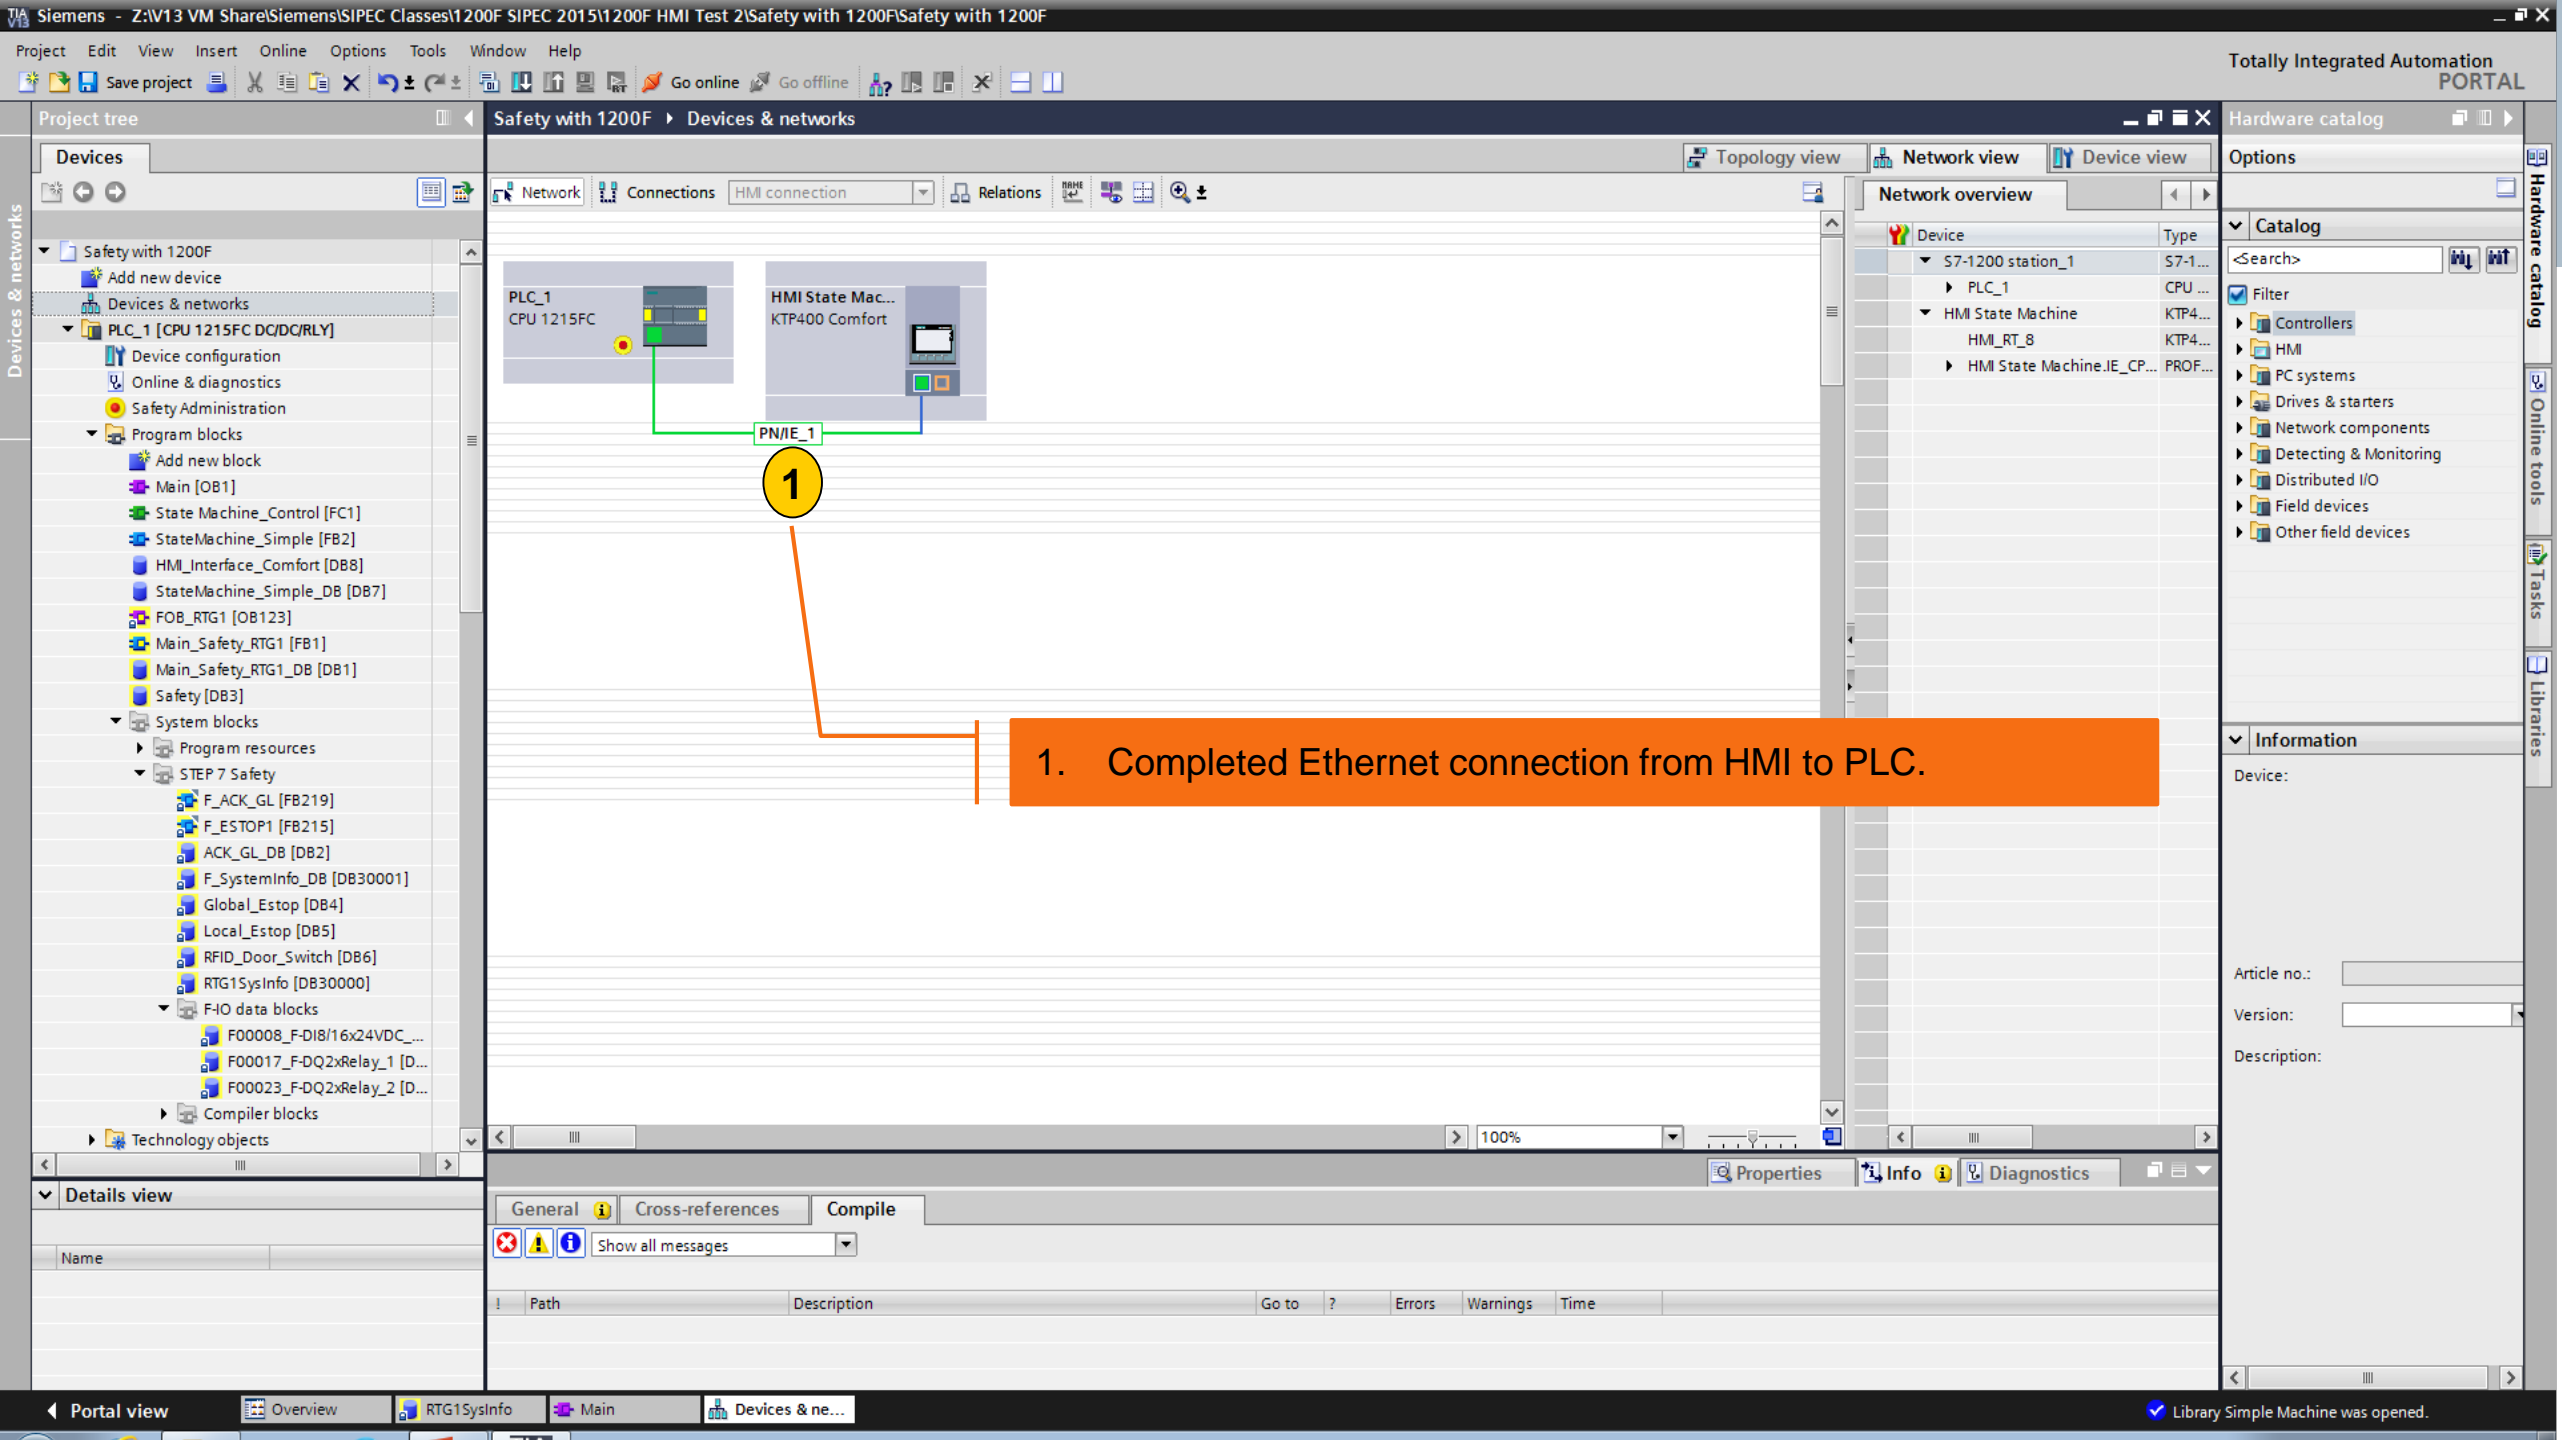 TIA V13 Siemens - Z:\V13 VM Share\Siemens\SIPEC Classes\1200F SIPEC 2015\1200F HMI Test 2\Safety with 1200F\Safety with 1200F
Project Edit View Insert Online Options Tools Window Help
Totally Integrated Automation
PORTAL
Save project Go online Go offline
Project tree
Safety with 1200F Devices & networks
Hardware catalog
Devices
Topology view Network view Device view
Options
Network Connections HMI connection Relations
Network overview
Device Type
S7-1200 station_1 S7-1...
PLC_1 CPU ...
HMI State Machine KTP4...
HMI_RT_8 KTP4...
HMI State Machine.IE_CP... PROF...
Catalog
<Search>
Filter
Controllers
HMI
PC systems
Drives & starters
Network components
Detecting & Monitoring
Distributed I/O
Field devices
Other field devices
Devices & networks
Safety with 1200F
Add new device
Devices & networks
PLC_1 [CPU 1215FC DC/DC/RLY]
Device configuration
Online & diagnostics
Safety Administration
Program blocks
Add new block
Main [OB1]
State Machine_Control [FC1]
StateMachine_Simple [FB2]
HMI_Interface_Comfort [DB8]
StateMachine_Simple_DB [DB7]
FOB_RTG1 [OB123]
Main_Safety_RTG1 [FB1]
Main_Safety_RTG1_DB [DB1]
Safety [DB3]
System blocks
Program resources
STEP 7 Safety
F_ACK_GL [FB219]
F_ESTOP1 [FB215]
ACK_GL_DB [DB2]
F_SystemInfo_DB [DB30001]
Global_Estop [DB4]
Local_Estop [DB5]
RFID_Door_Switch [DB6]
RTG1SysInfo [DB30000]
F-IO data blocks
F00008_F-DI8/16x24VDC_...
F00017_F-DQ2xRelay_1 [D...
F00023_F-DQ2xRelay_2 [D...
Compiler blocks
Technology objects
PLC_1
CPU 1215FC
HMI State Mac...
KTP400 Comfort
PN/IE_1
1
1. Completed Ethernet connection from HMI to PLC.
100%
Hardware catalog
Online tools
Tasks
Libraries
Information
Device:
Article no.:
Version:
Description:
Properties Info Diagnostics
Details view
Name
General Cross-references Compile
Show all messages
! Path Description Go to ? Errors Warnings Time
Portal view Overview RTG1SysInfo Main Devices & ne...
Library Simple Machine was opened.